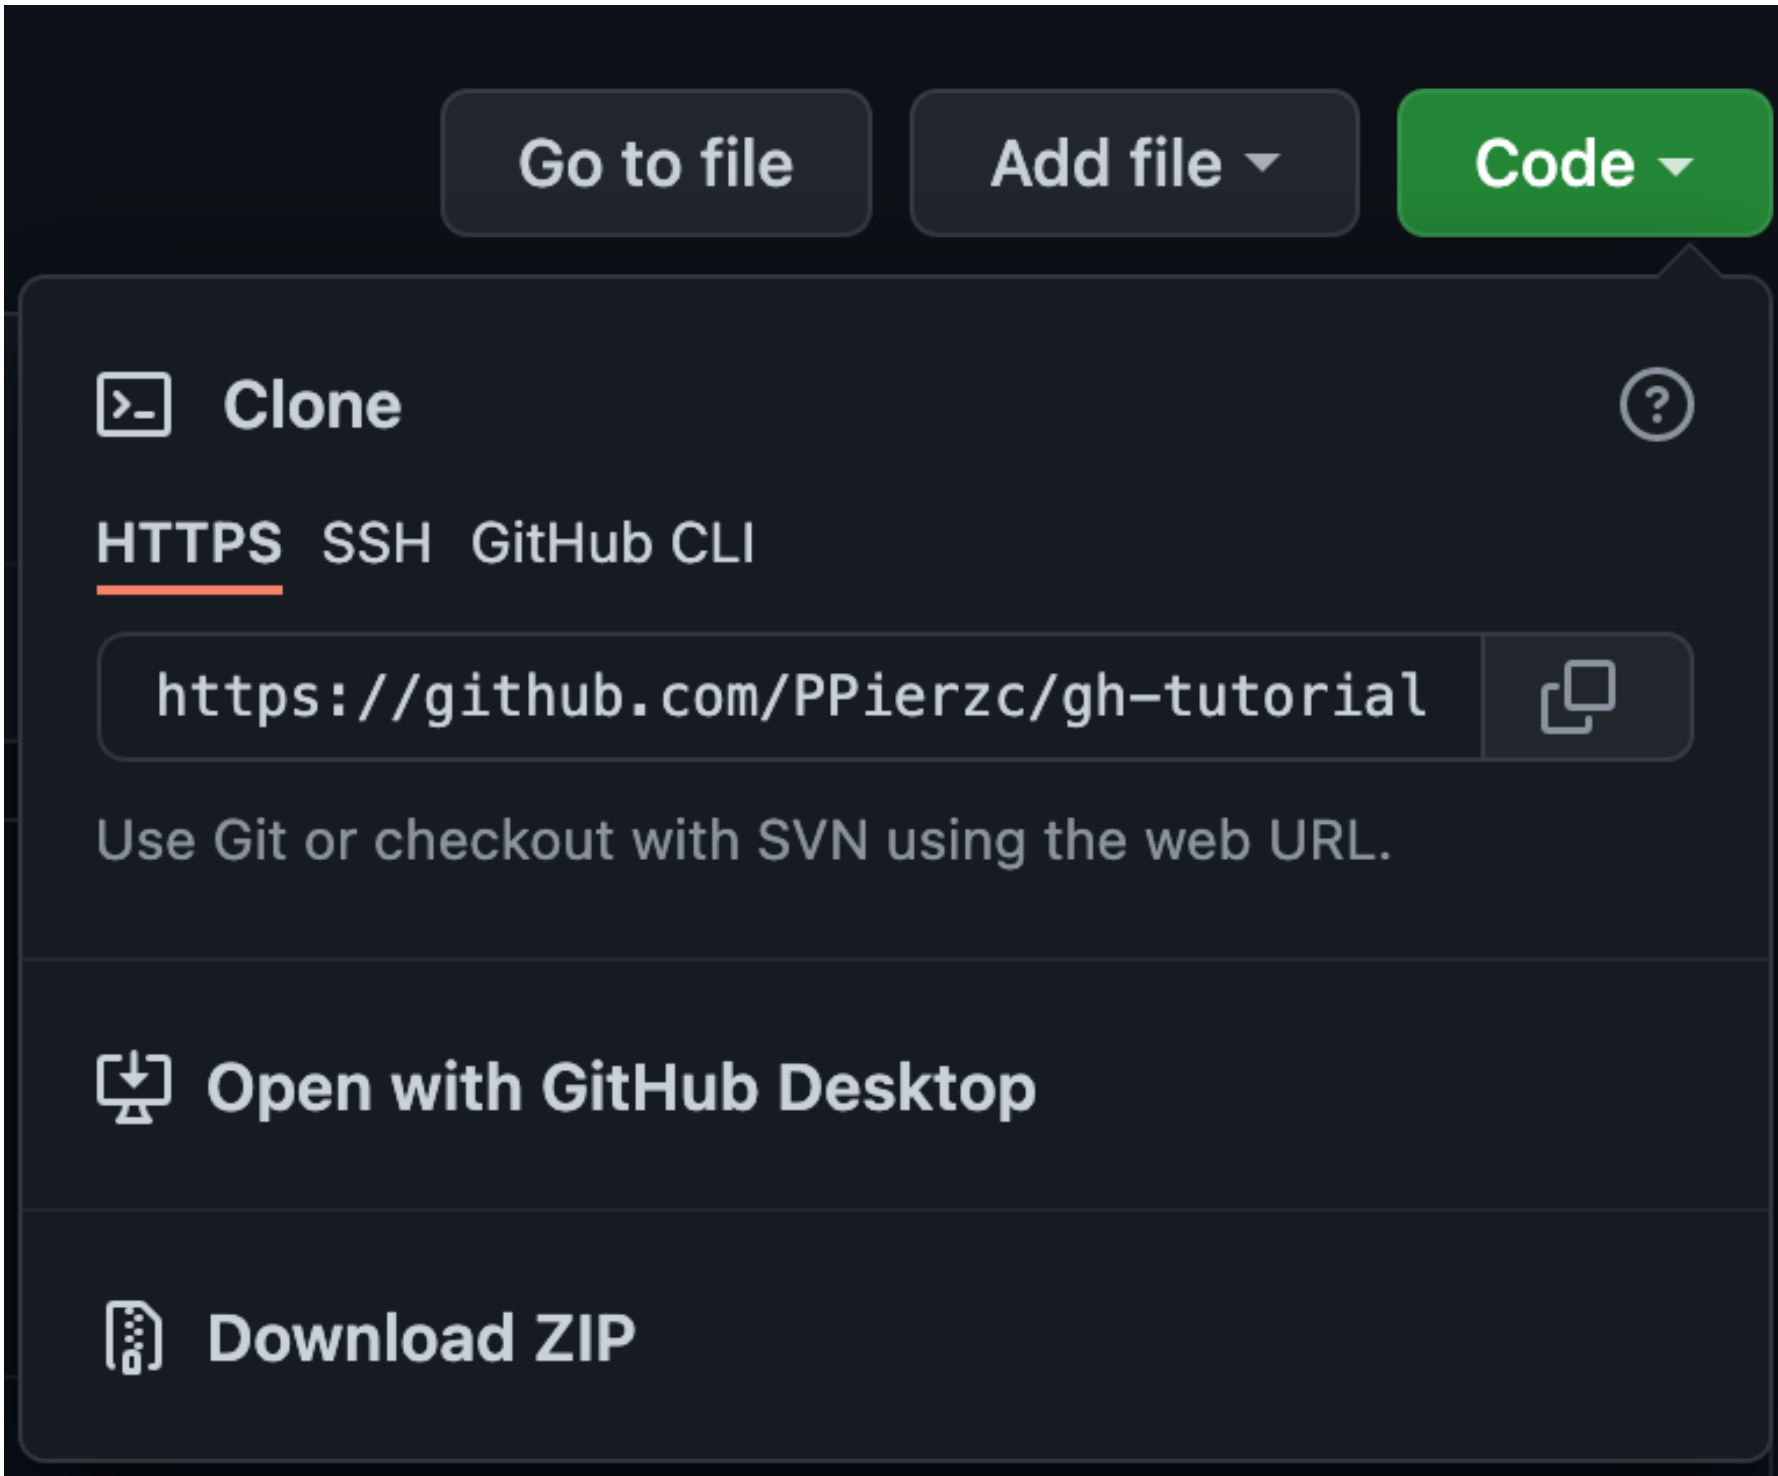 Go to file Add file Code
Clone
HTTPS SSH GitHub CLI
https://github.com/PPierzc/gh-tutorial
Use Git or checkout with SVN using the web URL.
Open with GitHub Desktop
Download ZIP